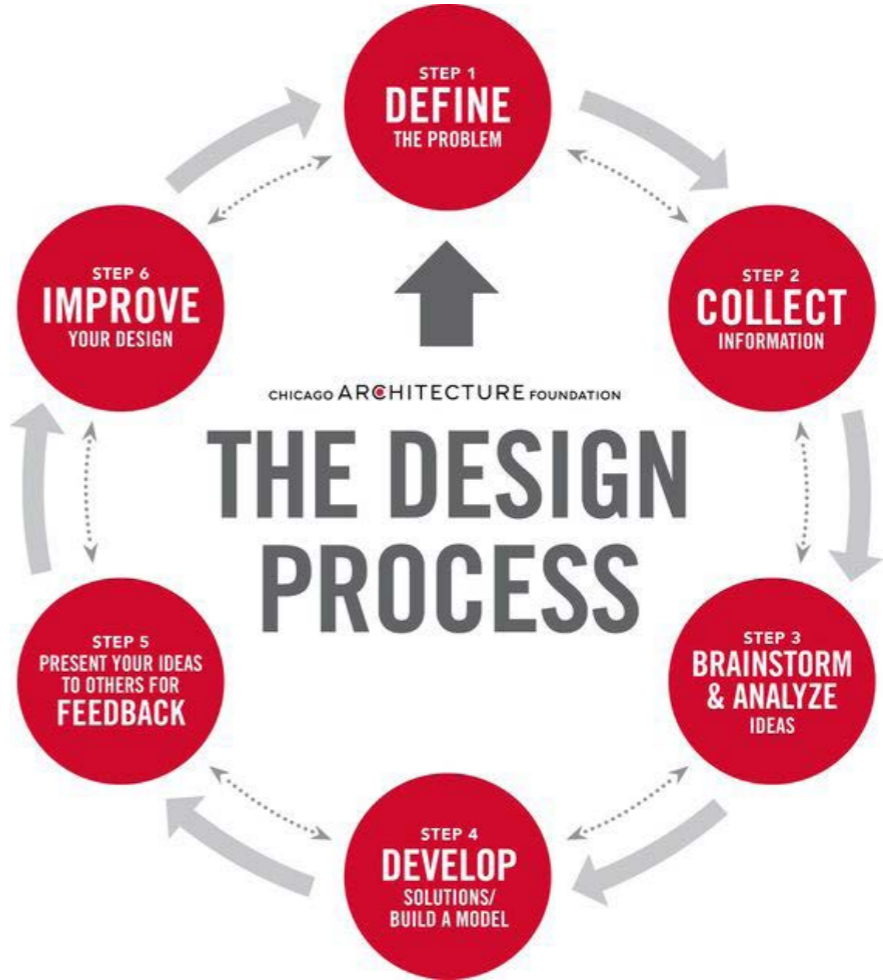 STEP 1
DEFINE
THE PROBLEM
STEP 2
COLLECT
INFORMATION
STEP 3
BRAINSTORM
& ANALYZE
IDEAS
STEP 4
DEVELOP
SOLUTIONS/
BUILD A MODEL
STEP 5
PRESENT YOUR IDEAS
TO OTHERS FOR
FEEDBACK
STEP 6
IMPROVE
YOUR DESIGN
CHICAGO ARCHITECTURE FOUNDATION
THE DESIGN
PROCESS